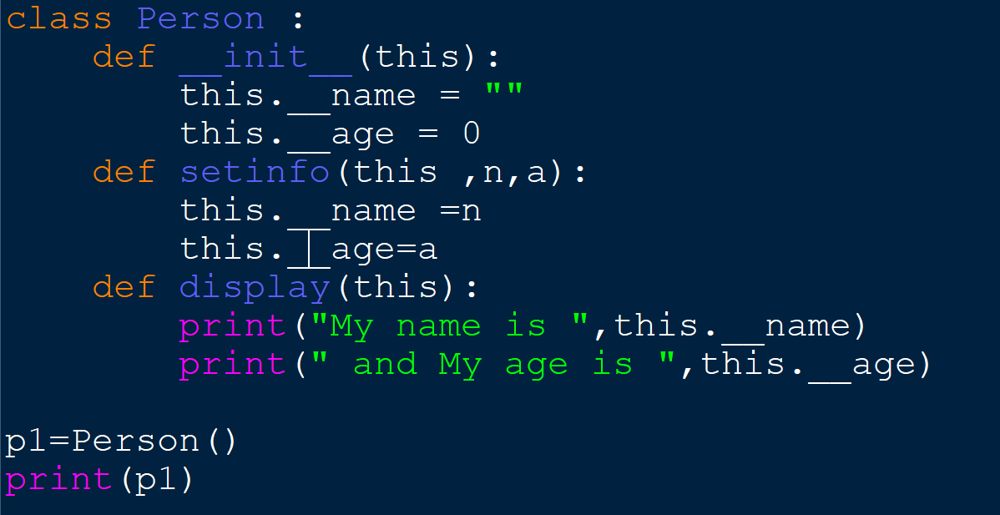 class Person :
    def __init__(this):
        this.__name = ""
        this.__age = 0
    def setinfo(this ,n,a):
        this.__name =n
        this.__age=a
    def display(this):
        print("My name is ",this.__name)
        print(" and My age is ",this.__age)

p1=Person()
print(p1)